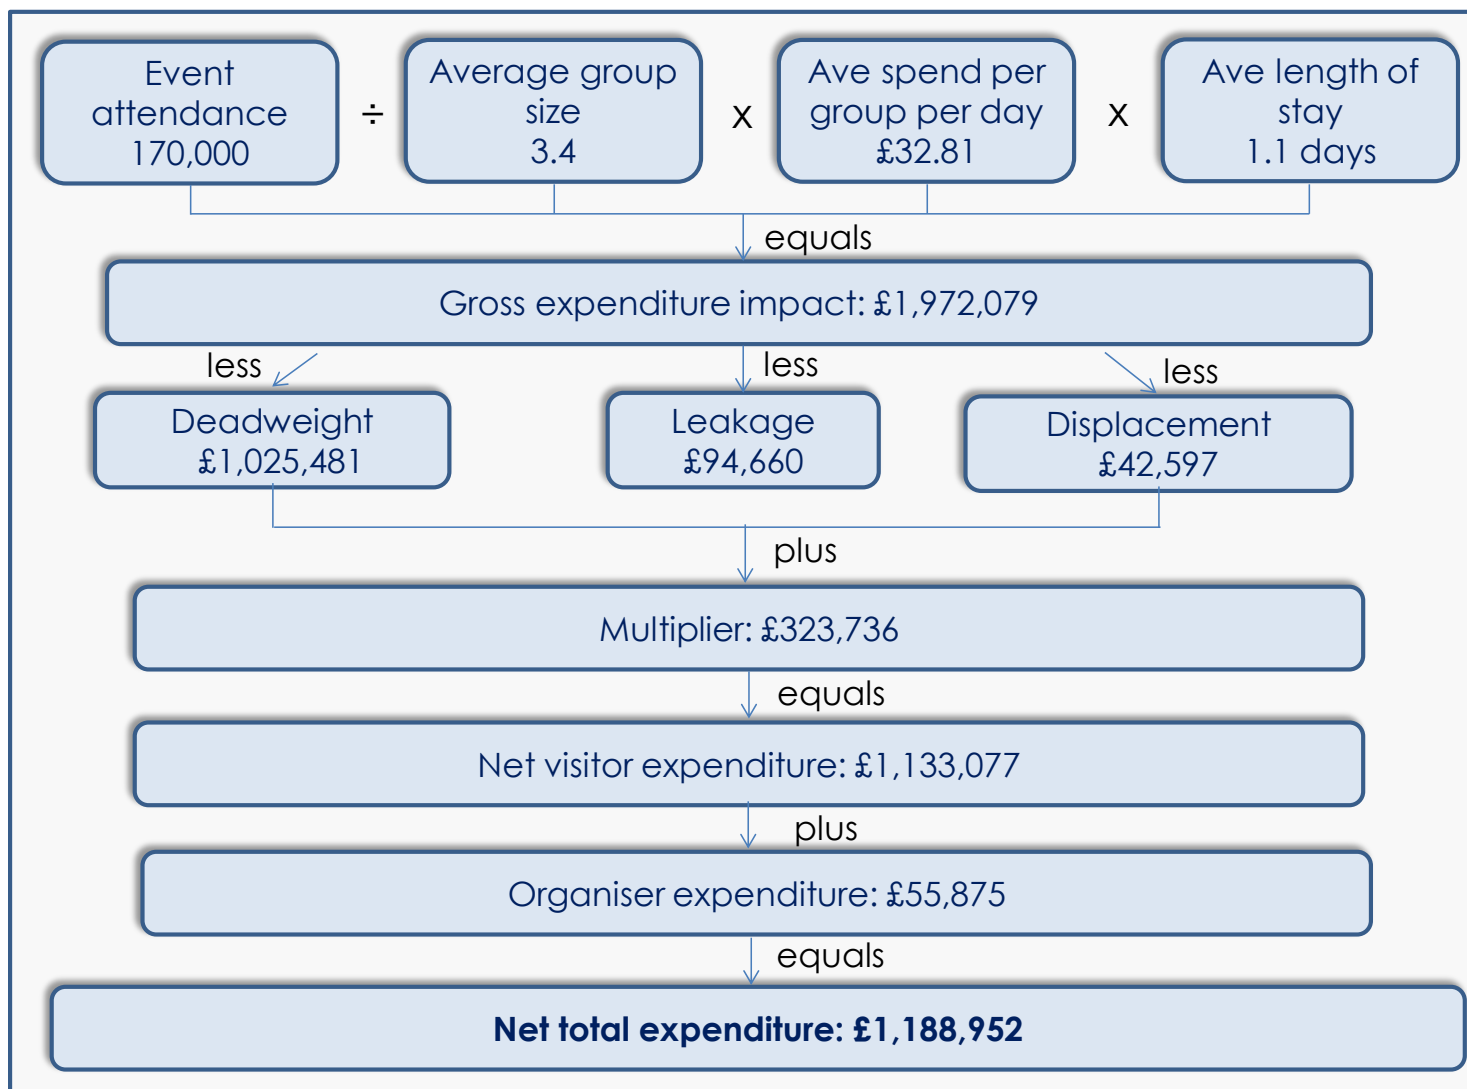 Event
attendance
170,000
÷
Average group
size
3.4
x
Ave spend per
group per day
£32.81
x
Ave length of
stay
1.1 days
equals
Gross expenditure impact: £1,972,079
less
less
less
Deadweight
£1,025,481
Leakage
£94,660
Displacement
£42,597
plus
Multiplier: £323,736
equals
Net visitor expenditure: £1,133,077
plus
Organiser expenditure: £55,875
equals
Net total expenditure: £1,188,952